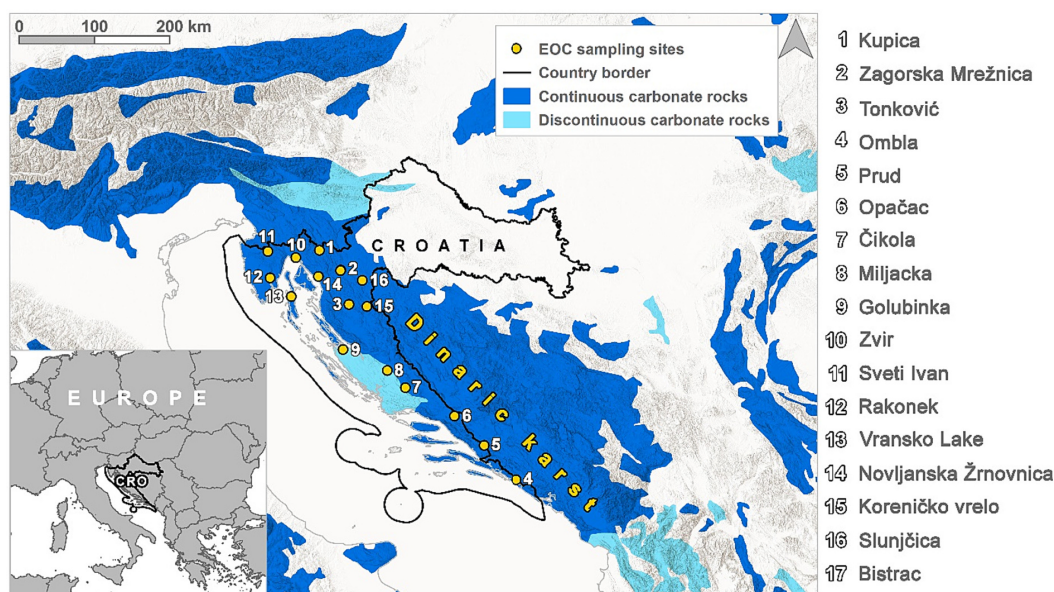 0 100 200 km
EOC sampling sites
Country border
Continuous carbonate rocks
Discontinuous carbonate rocks
CROATIA
11
10
1
12
14
2
16
13
3
15
9
8
7
6
5
4
Dinaric karst
EUROPE
CRO
1 Kupica
2 Zagorska Mrežnica
3 Tonković
4 Ombla
5 Prud
6 Opačac
7 Čikola
8 Miljacka
9 Golubinka
10 Zvir
11 Sveti Ivan
12 Rakonek
13 Vransko Lake
14 Novljanska Žrnovnica
15 Koreničko vrelo
16 Slunjčica
17 Bistrac